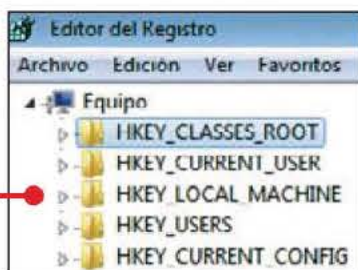 Editor del Registro
Archivo Edición Ver Favoritos
Equipo
HKEY_CLASSES_ROOT
HKEY_CURRENT_USER
HKEY_LOCAL_MACHINE
HKEY_USERS
HKEY_CURRENT_CONFIG